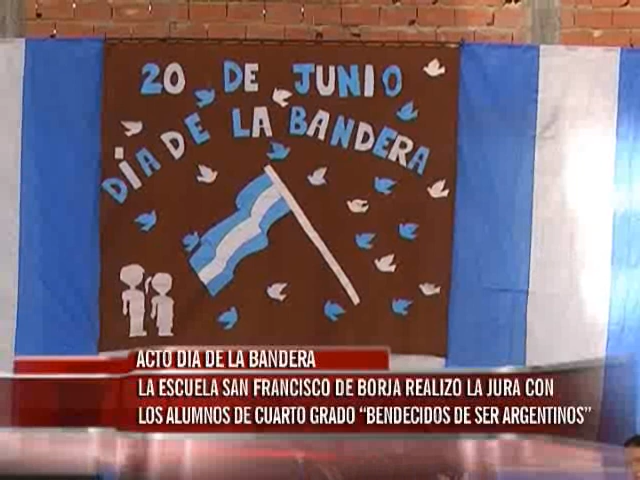 20 DE JUNIO
DÍA DE LA BANDERA
ACTO DIA DE LA BANDERA
LA ESCUELA SAN FRANCISCO DE BORJA REALIZO LA JURA CON
LOS ALUMNOS DE CUARTO GRADO “BENDECIDOS DE SER ARGENTINOS”